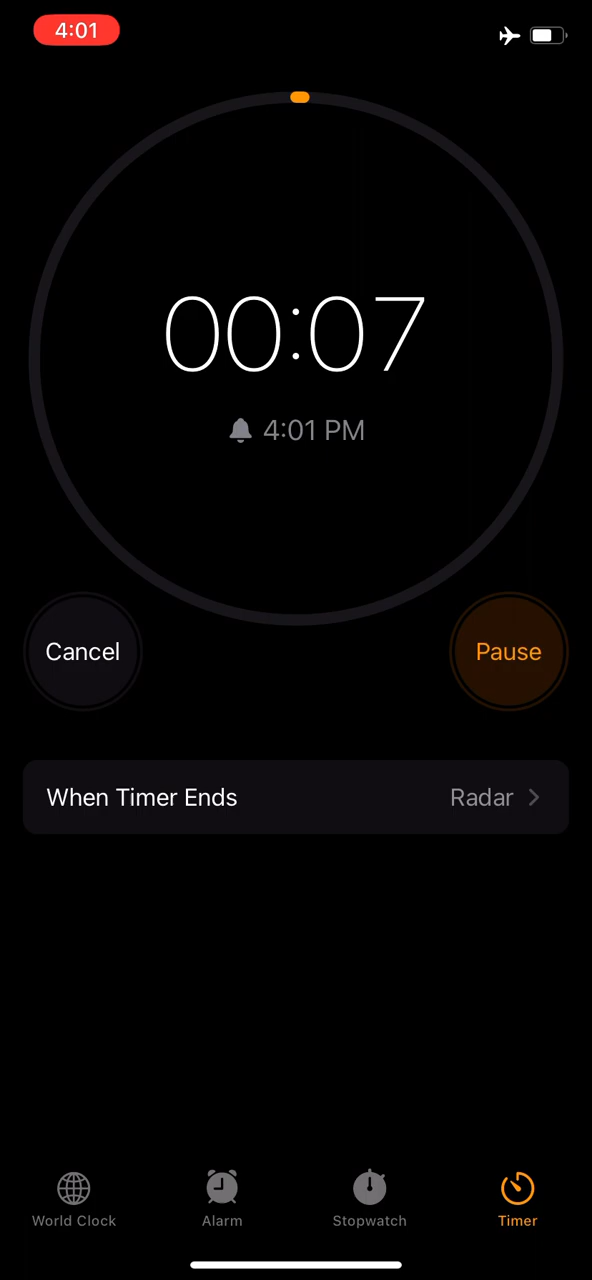 4:01
00:07
4:01 PM
Cancel
Pause
When Timer Ends Radar
World Clock Alarm Stopwatch Timer